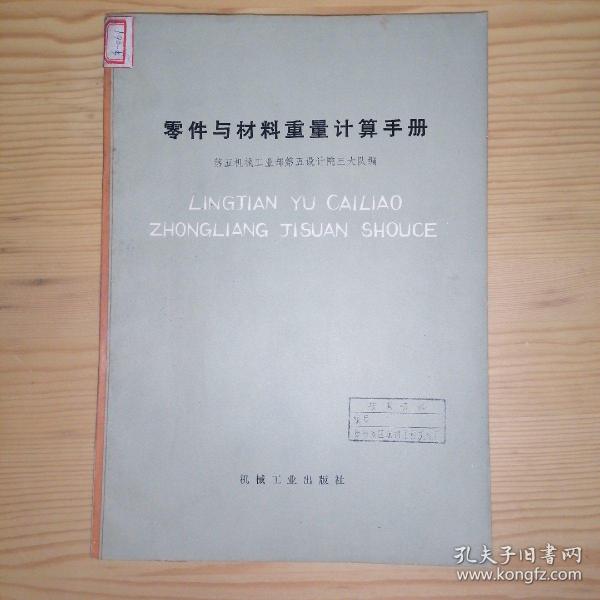 零件与材料重量计算手册
第五机械工业部第五设计院三大队编
LINGJIAN YU CAILIAO
ZHONGLIANG JISUAN SHOUCE
机械工业出版社
孔夫子旧書网
www.kongfz.com